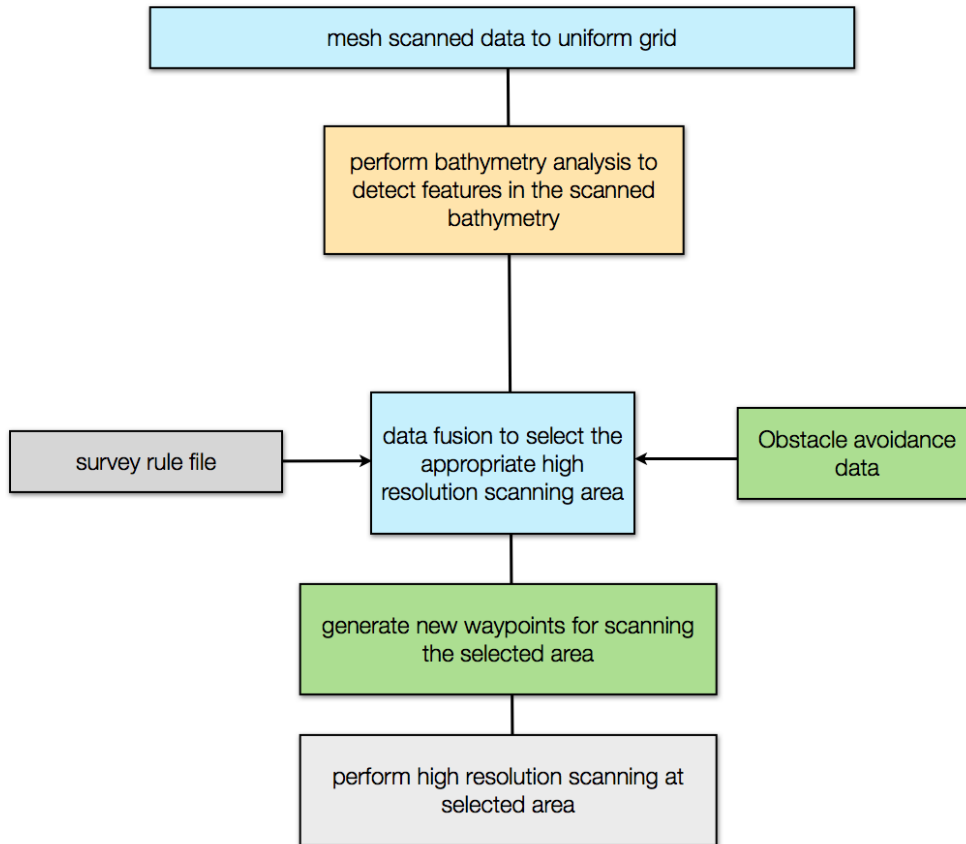 mesh scanned data to uniform grid
perform bathymetry analysis to
detect features in the scanned
bathymetry
survey rule file
data fusion to select the
appropriate high
resolution scanning area
Obstacle avoidance
data
generate new waypoints for scanning
the selected area
perform high resolution scanning at
selected area